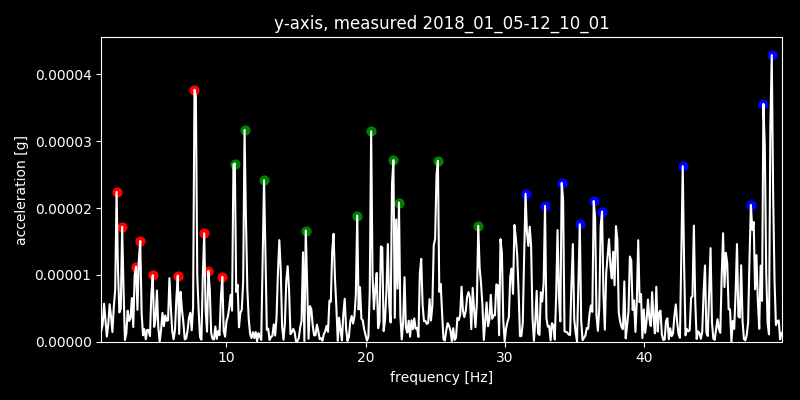 y-axis, measured 2018_01_05-12_10_01
0.00004
0.00003
0.00002
0.00001
0.00000
acceleration [g]
10 20 30 40
frequency [Hz]